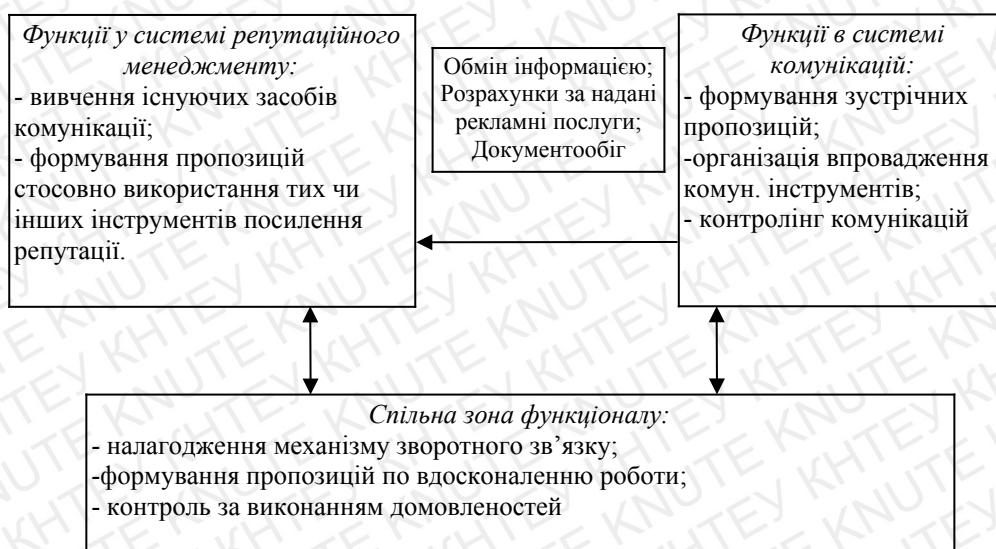 Функції у системі репутаційного
менеджменту:
- вивчення існуючих засобів
комунікації;
- формування пропозицій
стосовно використання тих чи
інших інструментів посилення
репутації.
Обмін інформацією;
Розрахунки за надані
рекламні послуги;
Документообіг
Функції в системі
комунікацій:
- формування зустрічних
пропозицій;
-організація впровадження
комун. інструментів;
- контролінг комунікацій
Спільна зона функціоналу:
- налагодження механізму зворотного зв’язку;
-формування пропозицій по вдосконаленню роботи;
- контроль за виконанням домовленостей